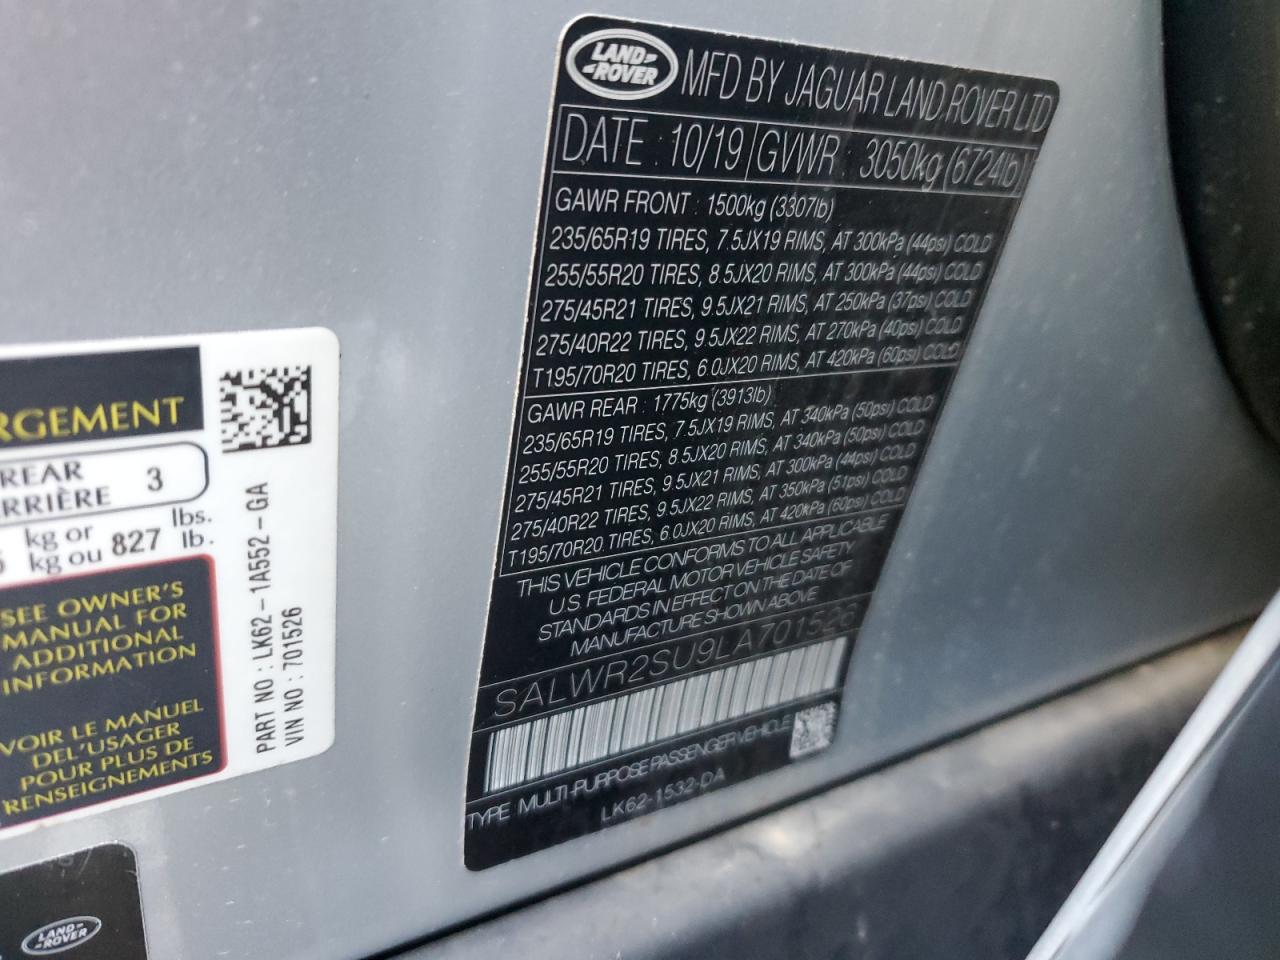 LAND ROVER
MFD BY JAGUAR LAND ROVER LTD
DATE : 10/19 GVWR : 3050kg (6724lb)
GAWR FRONT : 1500kg (3307lb)
235/65R19 TIRES, 7.5JX19 RIMS, AT 300kPa (44psi) COLD
255/55R20 TIRES, 8.5JX20 RIMS, AT 300kPa (44psi) COLD
275/45R21 TIRES, 9.5JX21 RIMS, AT 250kPa (37psi) COLD
275/40R22 TIRES, 9.5JX22 RIMS, AT 270kPa (40psi) COLD
T195/70R20 TIRES, 6.0JX20 RIMS, AT 420kPa (60psi) COLD
GAWR REAR : 1775kg (3913lb)
235/65R19 TIRES, 7.5JX19 RIMS, AT 340kPa (50psi) COLD
255/55R20 TIRES, 8.5JX20 RIMS, AT 340kPa (50psi) COLD
275/45R21 TIRES, 9.5JX21 RIMS, AT 300kPa (44psi) COLD
275/40R22 TIRES, 9.5JX22 RIMS, AT 350kPa (51psi) COLD
T195/70R20 TIRES, 6.0JX20 RIMS, AT 420kPa (60psi) COLD
THIS VEHICLE CONFORMS TO ALL APPLICABLE
U.S. FEDERAL MOTOR VEHICLE SAFETY
STANDARDS IN EFFECT ON THE DATE OF
MANUFACTURE SHOWN ABOVE
SALWR2SU9LA701526
TYPE MULTI-PURPOSE PASSENGER VEHICLE
LK62-1532-DA
RGEMENT
REAR
RRIÈRE 3
kg or
kg ou 827 lbs.
lb.
SEE OWNER'S
MANUAL FOR
ADDITIONAL
INFORMATION
VOIR LE MANUEL
DEL'USAGER
POUR PLUS DE
RENSEIGNEMENTS
PART NO : LK62-1A552-GA
VIN NO : 701526
LAND ROVER